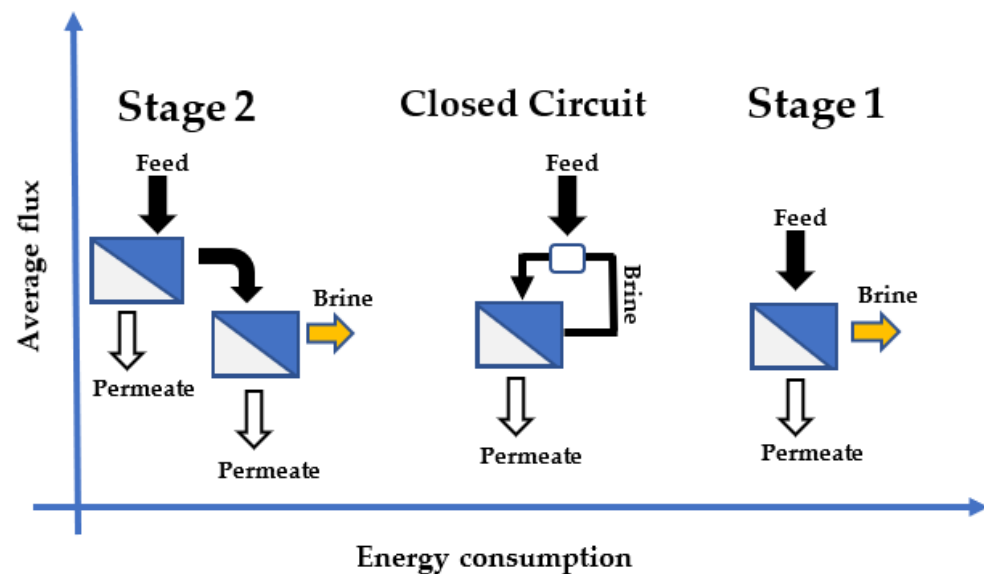 Average flux
Stage 2
Feed
Permeate
Brine
Permeate
Closed Circuit
Feed
Brine
Permeate
Stage 1
Feed
Brine
Permeate
Energy consumption